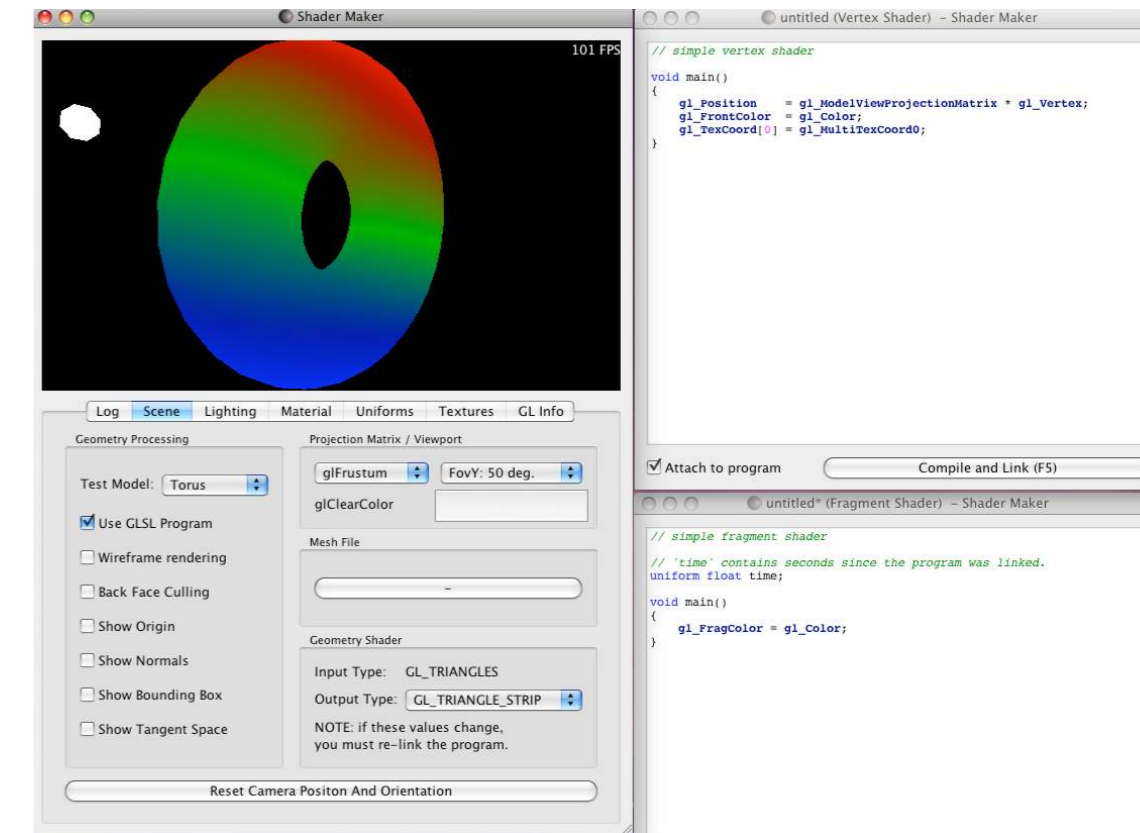 Shader Maker
101 FPS
Log Scene Lighting Material Uniforms Textures GL Info
Geometry Processing
Test Model: Torus
Use GLSL Program
Wireframe rendering
Back Face Culling
Show Origin
Show Normals
Show Bounding Box
Show Tangent Space
Projection Matrix / Viewport
glFrustum FovY: 50 deg.
glClearColor
Mesh File
-
Geometry Shader
Input Type: GL_TRIANGLES
Output Type: GL_TRIANGLE_STRIP
NOTE: if these values change,
you must re-link the program.
Reset Camera Positon And Orientation
untitled (Vertex Shader) - Shader Maker
// simple vertex shader
void main()
{
gl_Position = gl_ModelViewProjectionMatrix * gl_Vertex;
gl_FrontColor = gl_Color;
gl_TexCoord[0] = gl_MultiTexCoord0;
}
Attach to program Compile and Link (F5)
untitled* (Fragment Shader) - Shader Maker
// simple fragment shader
// `time` contains seconds since the program was linked.
uniform float time;
void main()
{
gl_FragColor = gl_Color;
}